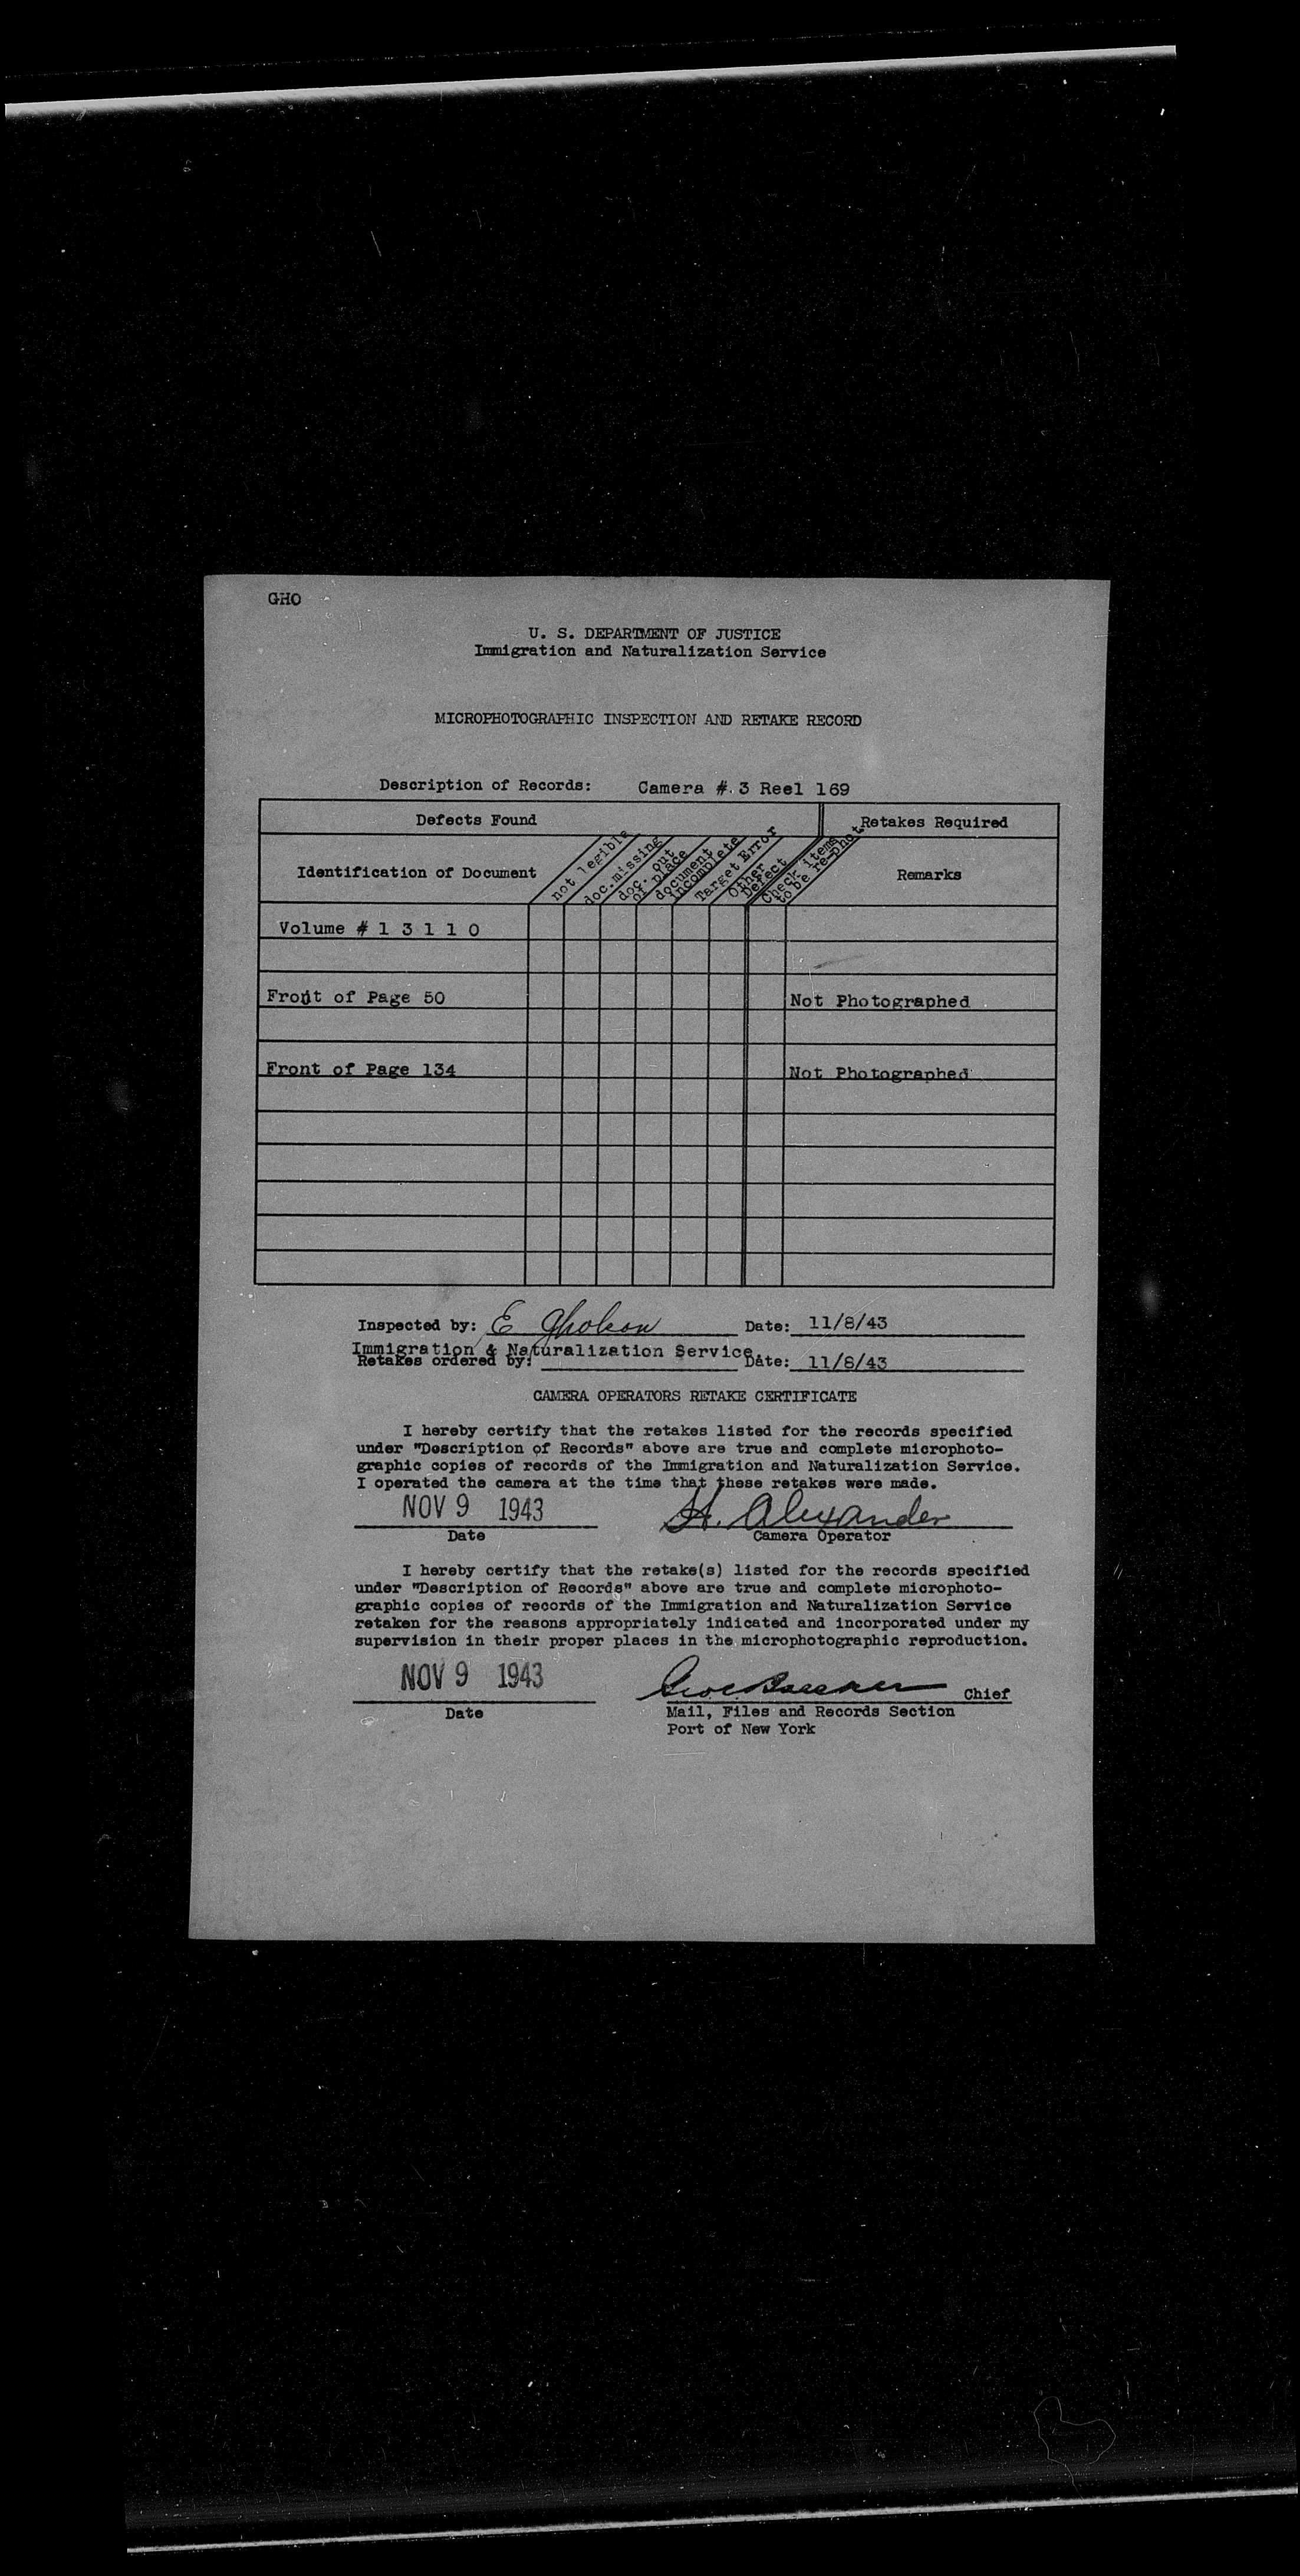 GHO
U. S. DEPARTMENT OF JUSTICE
Immigration and Naturalization Service
MICROPHOTOGRAPHIC INSPECTION AND RETAKE RECORD
Description of Records: Camera #.3 Reel 169
Defects Found
Retakes Required
Identification of Document
not legible
doc.missing
doc. out
of place
document
incomplete
Target Error
Other
Defect
Check items
to be re-phot.
Remarks
Volume # 1 3 1 1 0
Front of Page 50 Not Photographed
Front of Page 134 Not Photographed
Inspected by: E Gholson Date: 11/8/43
Immigration & Naturalization Service
Retakes ordered by: Date: 11/8/43
CAMERA OPERATORS RETAKE CERTIFICATE
I hereby certify that the retakes listed for the records specified
under "Description of Records" above are true and complete microphoto-
graphic copies of records of the Immigration and Naturalization Service.
I operated the camera at the time that these retakes were made.
NOV 9 1943 H. Alexander
Date Camera Operator
I hereby certify that the retake(s) listed for the records specified
under "Description of Records" above are true and complete microphoto-
graphic copies of records of the Immigration and Naturalization Service
retaken for the reasons appropriately indicated and incorporated under my
supervision in their proper places in the microphotographic reproduction.
NOV 9 1943 Chief
Date Mail, Files and Records Section
Port of New York